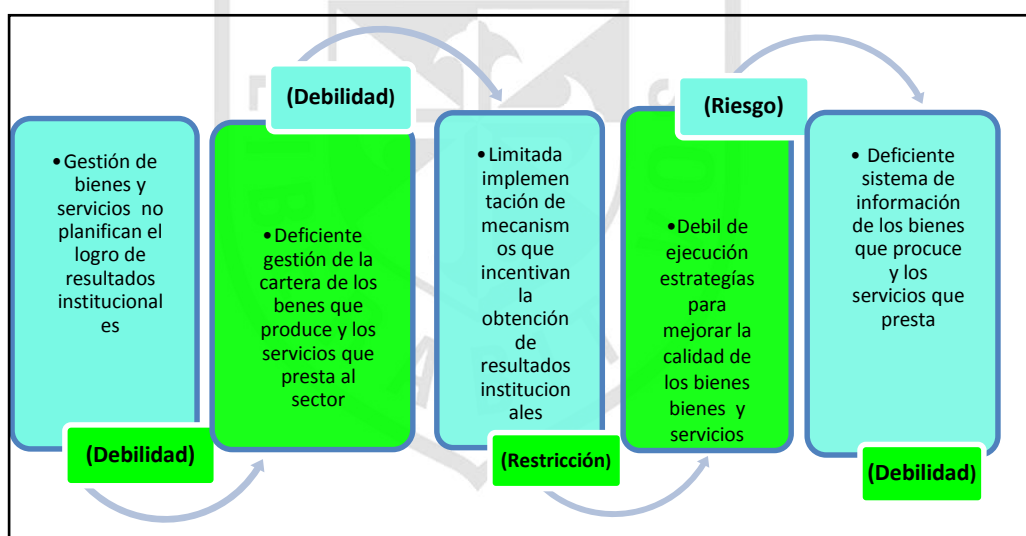 • Gestión de
bienes y
servicios no
planifican el
logro de
resultados
institucional
es
(Debilidad)
(Debilidad)
• Deficiente
gestión de la
cartera de los
benes que
produce y los
servicios que
presta al
sector
• Limitada
implemen
tación de
mecanism
os que
incentivan
la
obtención
de
resultados
institucion
ales
(Restricción)
(Riesgo)
• Debil de
ejecución
estrategías
para
mejorar la
calidad de
los bienes
bienes y
servicios
• Deficiente
sistema de
información
de los bienes
que procuce
y los
servicios que
presta
(Debilidad)